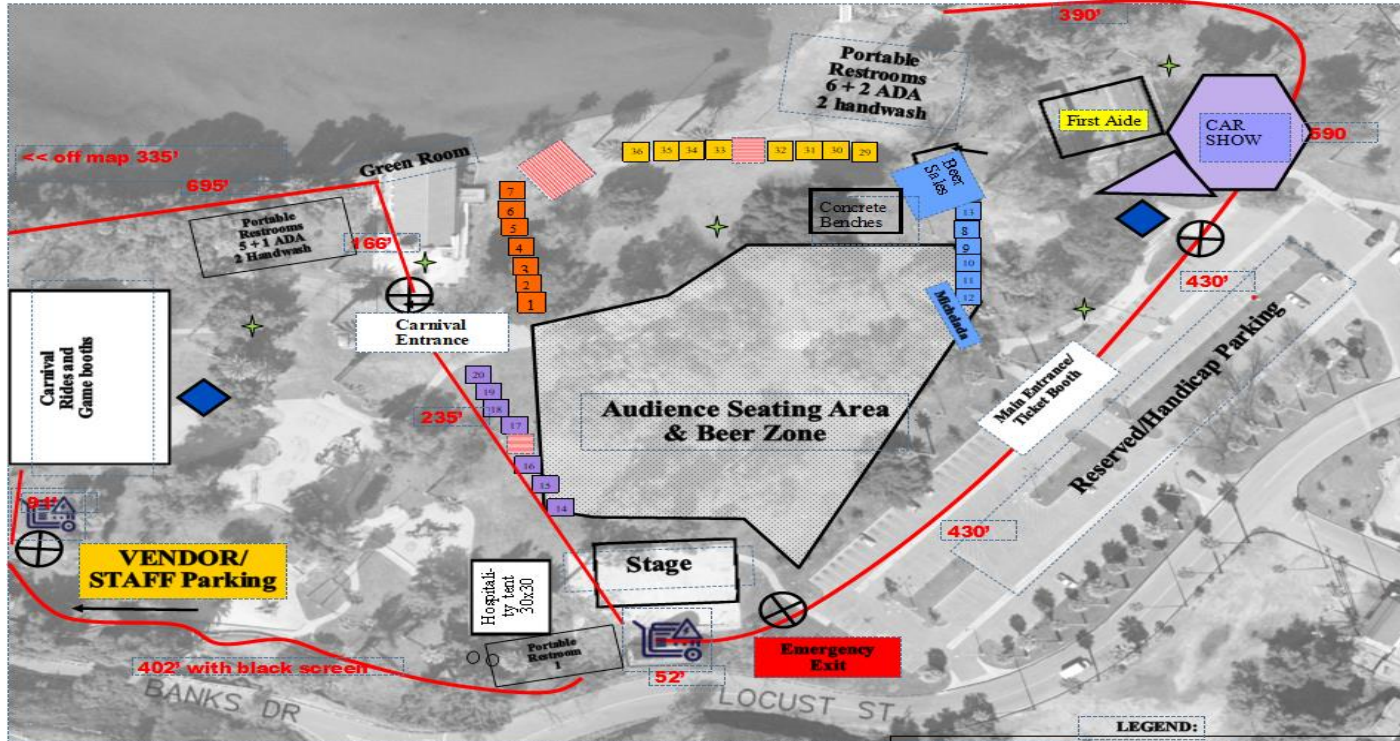 390'
Portable
Restrooms
6 + 2 ADA
2 handwash
First Aide
CAR
SHOW
590
<< off map 335'
Green Room
695'
36
35
34
33
32
31
30
29
Beer
Sales
7
6
5
4
3
2
1
Concrete
Benches
13
8
9
10
11
12
Michelada
Portable
Restrooms
5 + 1 ADA
2 Handwash
166'
430'
Carnival
Entrance
Carnival
Rides and
Game booths
20
19
18
17
16
15
14
235'
Audience Seating Area
& Beer Zone
Main Entrance/
Ticket Booth
Reserved/Handicap Parking
91'
430'
VENDOR/
STAFF Parking
Stage
Hospitali-
ty tent
30x30
Portable
Restroom
1
Emergency
Exit
402' with black screen
52'
BANKS DR
LOCUST ST
LEGEND: